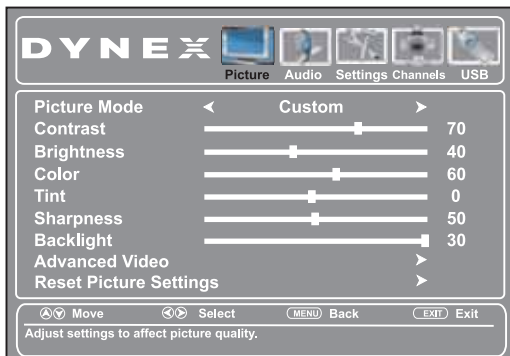 DYNEX
Picture Audio Settings Channels USB
Picture Mode Custom
Contrast 70
Brightness 40
Color 60
Tint 0
Sharpness 50
Backlight 30
Advanced Video
Reset Picture Settings
Move Select MENU Back EXIT Exit
Adjust settings to affect picture quality.